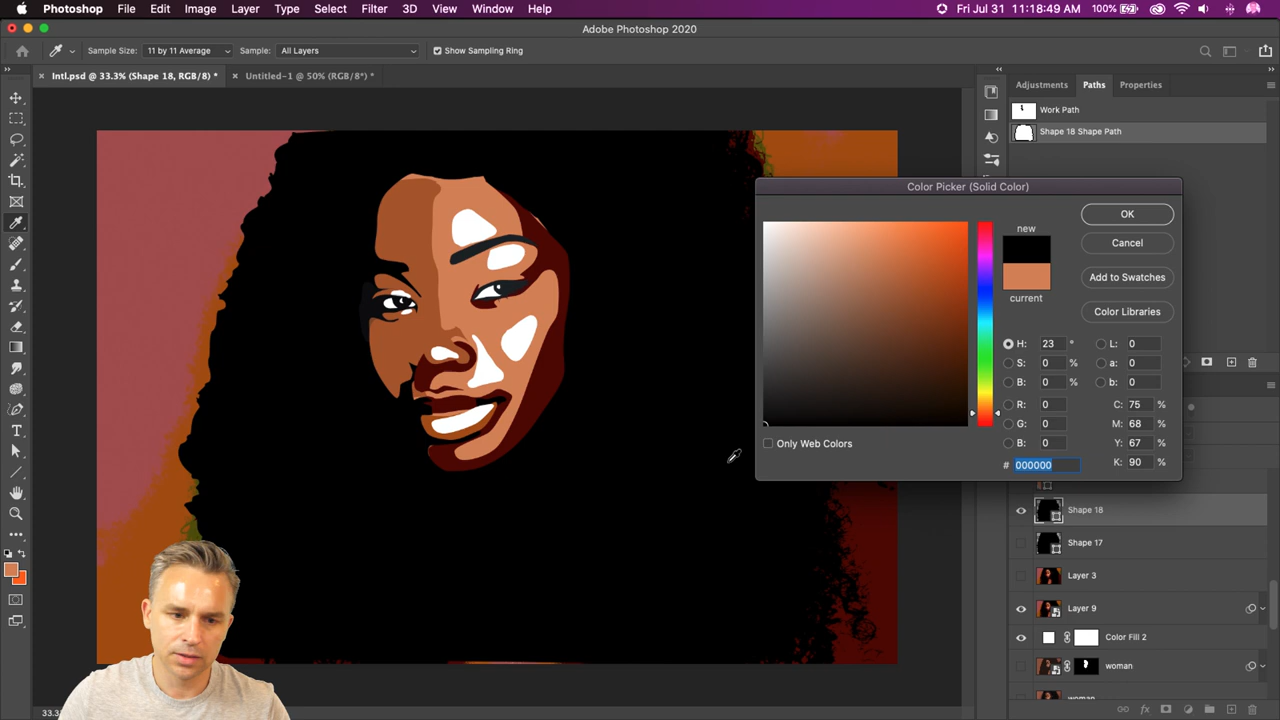 Photoshop File Edit Image Layer Type Select Filter 3D View Window Help Fri Jul 31 11:18:49 AM 100%
Adobe Photoshop 2020
Sample Size: 11 by 11 Average Sample: All Layers Show Sampling Ring
× Intl.psd @ 33.3% (Shape 18, RGB/8) * × Untitled-1 @ 50% (RGB/8*) *
Adjustments Paths Properties
Work Path
Shape 18 Shape Path
Color Picker (Solid Color)
new
current
OK
Cancel
Add to Swatches
Color Libraries
H: 23 ° L: 0
S: 0 % a: 0
B: 0 % b: 0
R: 0 C: 75 %
G: 0 M: 68 %
B: 0 Y: 67 %
# 000000 K: 90 %
Only Web Colors
Shape 18
Shape 17
Layer 3
Layer 9
Color Fill 2
woman
woman